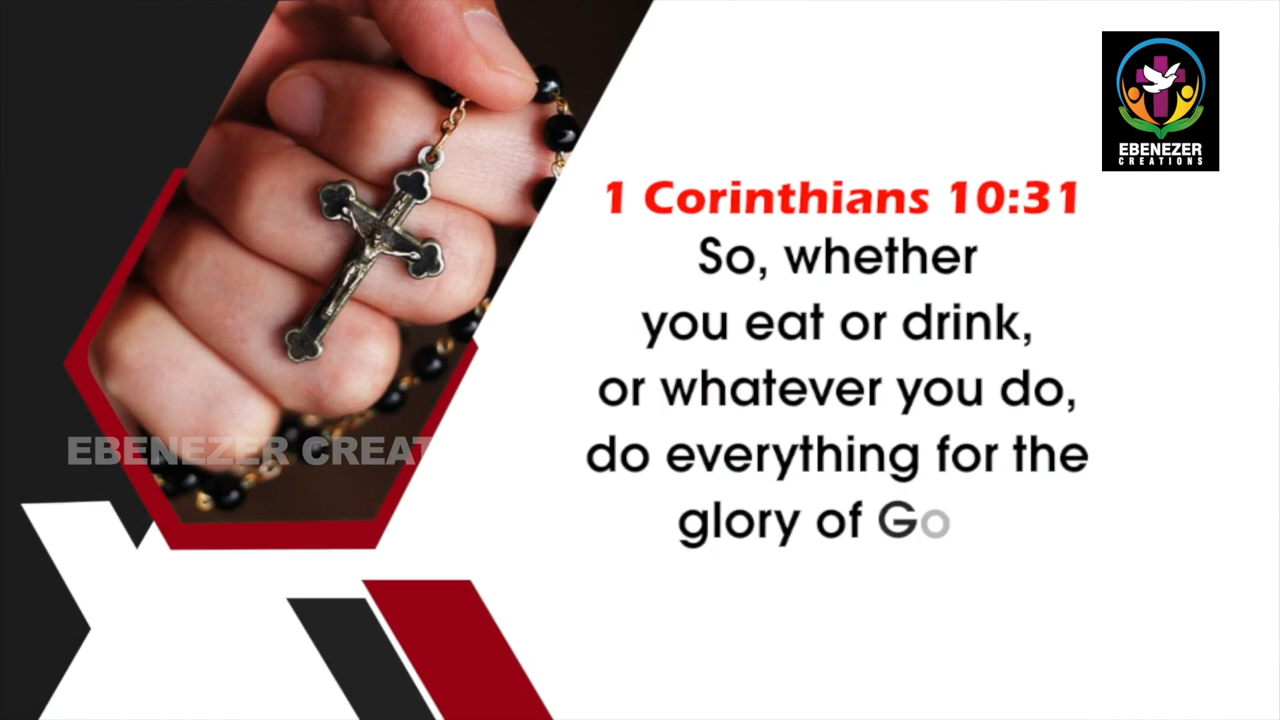 EBENEZER
CREATIONS
1 Corinthians 10:31
So, whether
you eat or drink,
or whatever you do,
do everything for the
glory of Go
EBENEZER CREAT